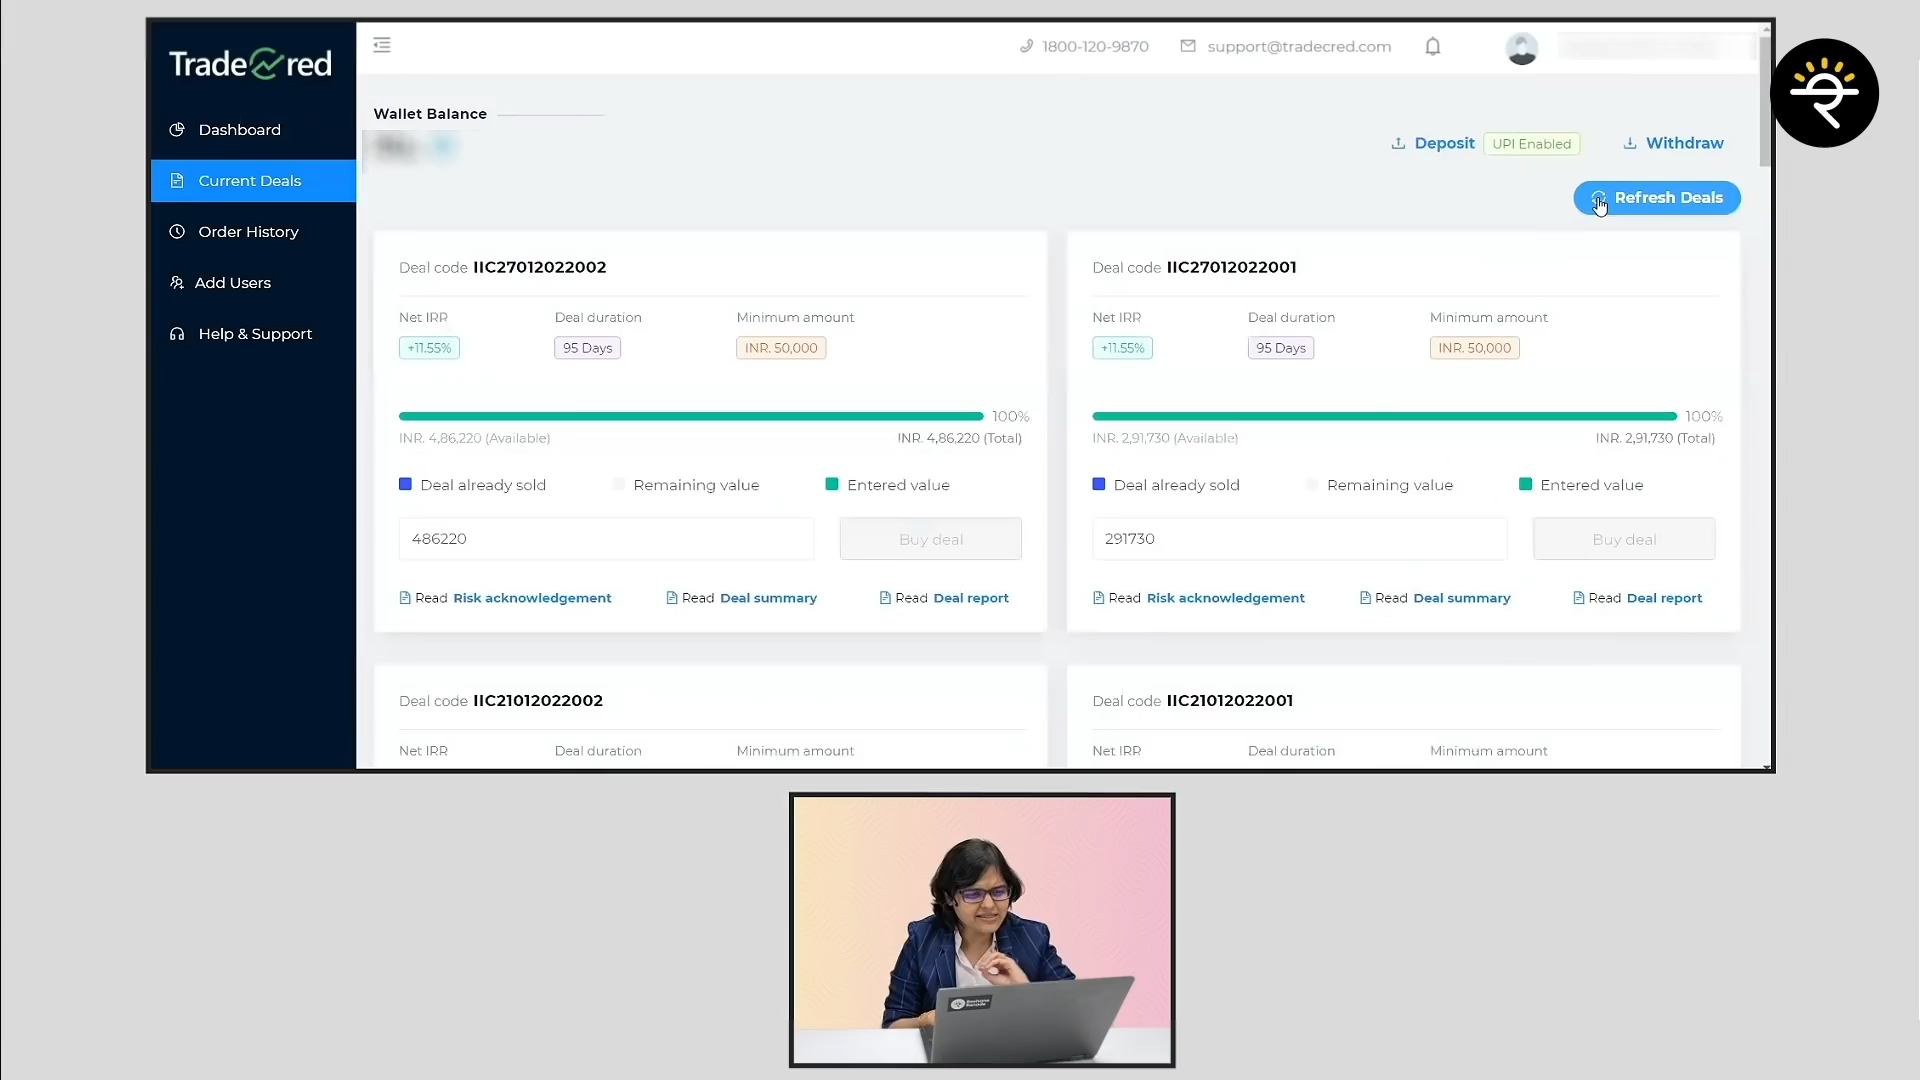 TradeCred
1800-120-9870 support@tradecred.com
Dashboard
Current Deals
Order History
Add Users
Help & Support
Wallet Balance
Deposit UPI Enabled Withdraw
Refresh Deals
Deal code IIC27012022002
Net IRR Deal duration Minimum amount
+11.55% 95 Days INR. 50,000
100%
INR. 4,86,220 (Available) INR. 4,86,220 (Total)
Deal already sold Remaining value Entered value
486220 Buy deal
Read Risk acknowledgement Read Deal summary Read Deal report
Deal code IIC27012022001
Net IRR Deal duration Minimum amount
+11.55% 95 Days INR. 50,000
100%
INR. 2,91,730 (Available) INR. 2,91,730 (Total)
Deal already sold Remaining value Entered value
291730 Buy deal
Read Risk acknowledgement Read Deal summary Read Deal report
Deal code IIC21012022002
Net IRR Deal duration Minimum amount
Deal code IIC21012022001
Net IRR Deal duration Minimum amount